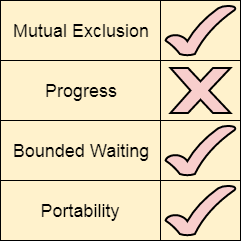 Mutual Exclusion
Progress
Bounded Waiting
Portability